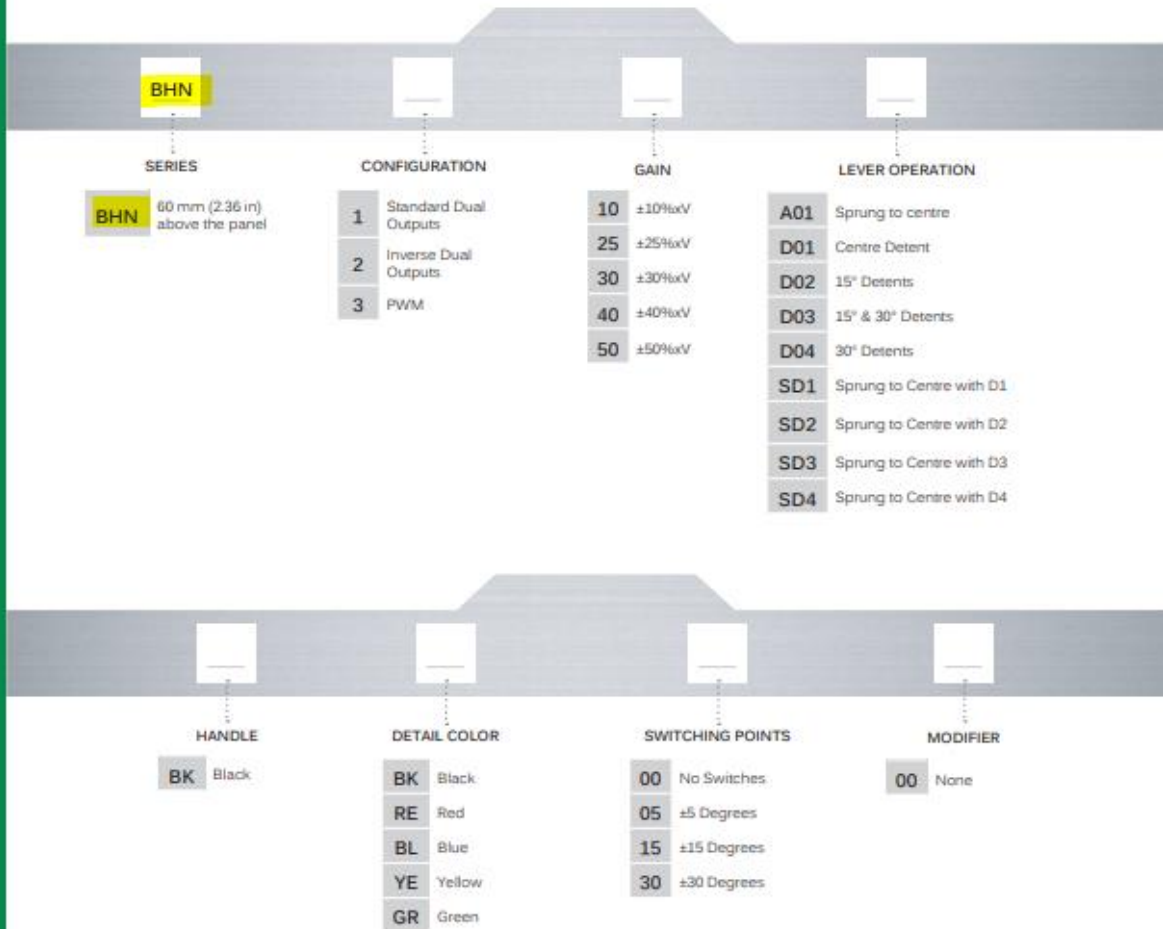 BHN
SERIES
BHN 60 mm (2.36 in)
above the panel
CONFIGURATION
1 Standard Dual
Outputs
2 Inverse Dual
Outputs
3 PWM
GAIN
10 ±10%xV
25 ±25%xV
30 ±30%xV
40 ±40%xV
50 ±50%xV
LEVER OPERATION
A01 Sprung to centre
D01 Centre Detent
D02 15° Detents
D03 15° & 30° Detents
D04 30° Detents
SD1 Sprung to Centre with D1
SD2 Sprung to Centre with D2
SD3 Sprung to Centre with D3
SD4 Sprung to Centre with D4
HANDLE
BK Black
DETAIL COLOR
BK Black
RE Red
BL Blue
YE Yellow
GR Green
SWITCHING POINTS
00 No Switches
05 ±5 Degrees
15 ±15 Degrees
30 ±30 Degrees
MODIFIER
00 None